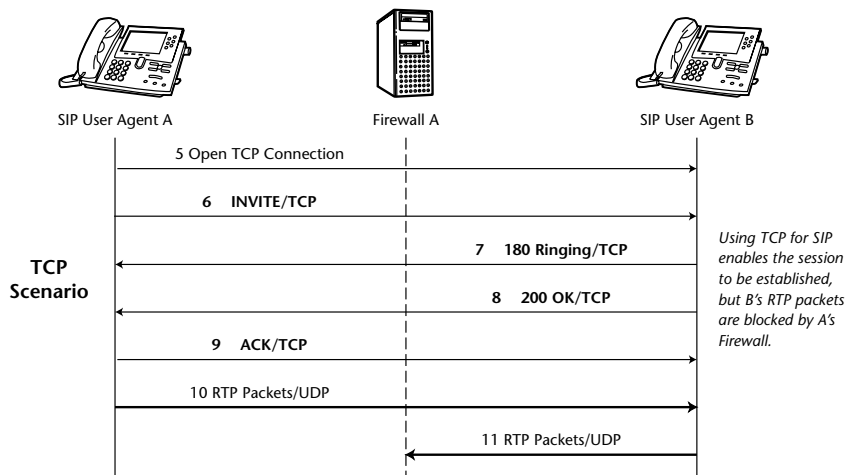 SIP User Agent A
Firewall A
SIP User Agent B
5 Open TCP Connection
6 INVITE/TCP
7 180 Ringing/TCP
TCP
Scenario
8 200 OK/TCP
9 ACK/TCP
10 RTP Packets/UDP
11 RTP Packets/UDP
Using TCP for SIP
enables the session
to be established,
but B’s RTP packets
are blocked by A’s
Firewall.